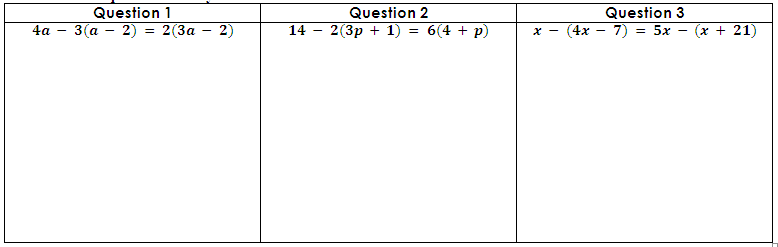 Question 1
4a − 3(a − 2) = 2(3a − 2)
Question 2
14 − 2(3p + 1) = 6(4 + p)
Question 3
x − (4x − 7) = 5x − (x + 21)